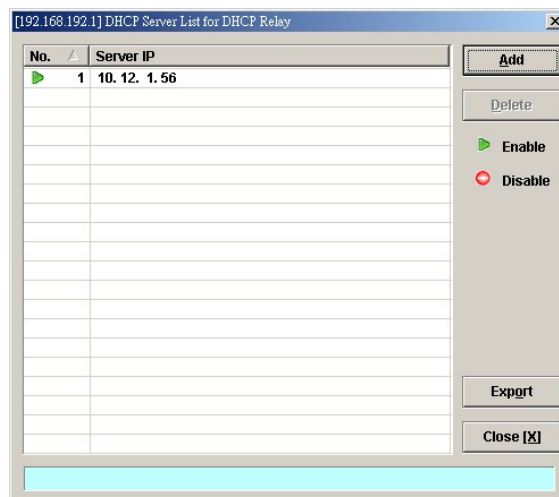 [192.168.192.1] DHCP Server List for DHCP Relay
No. Server IP
1 10. 12. 1. 56
Add
Delete
Enable
Disable
Export
Close [X]